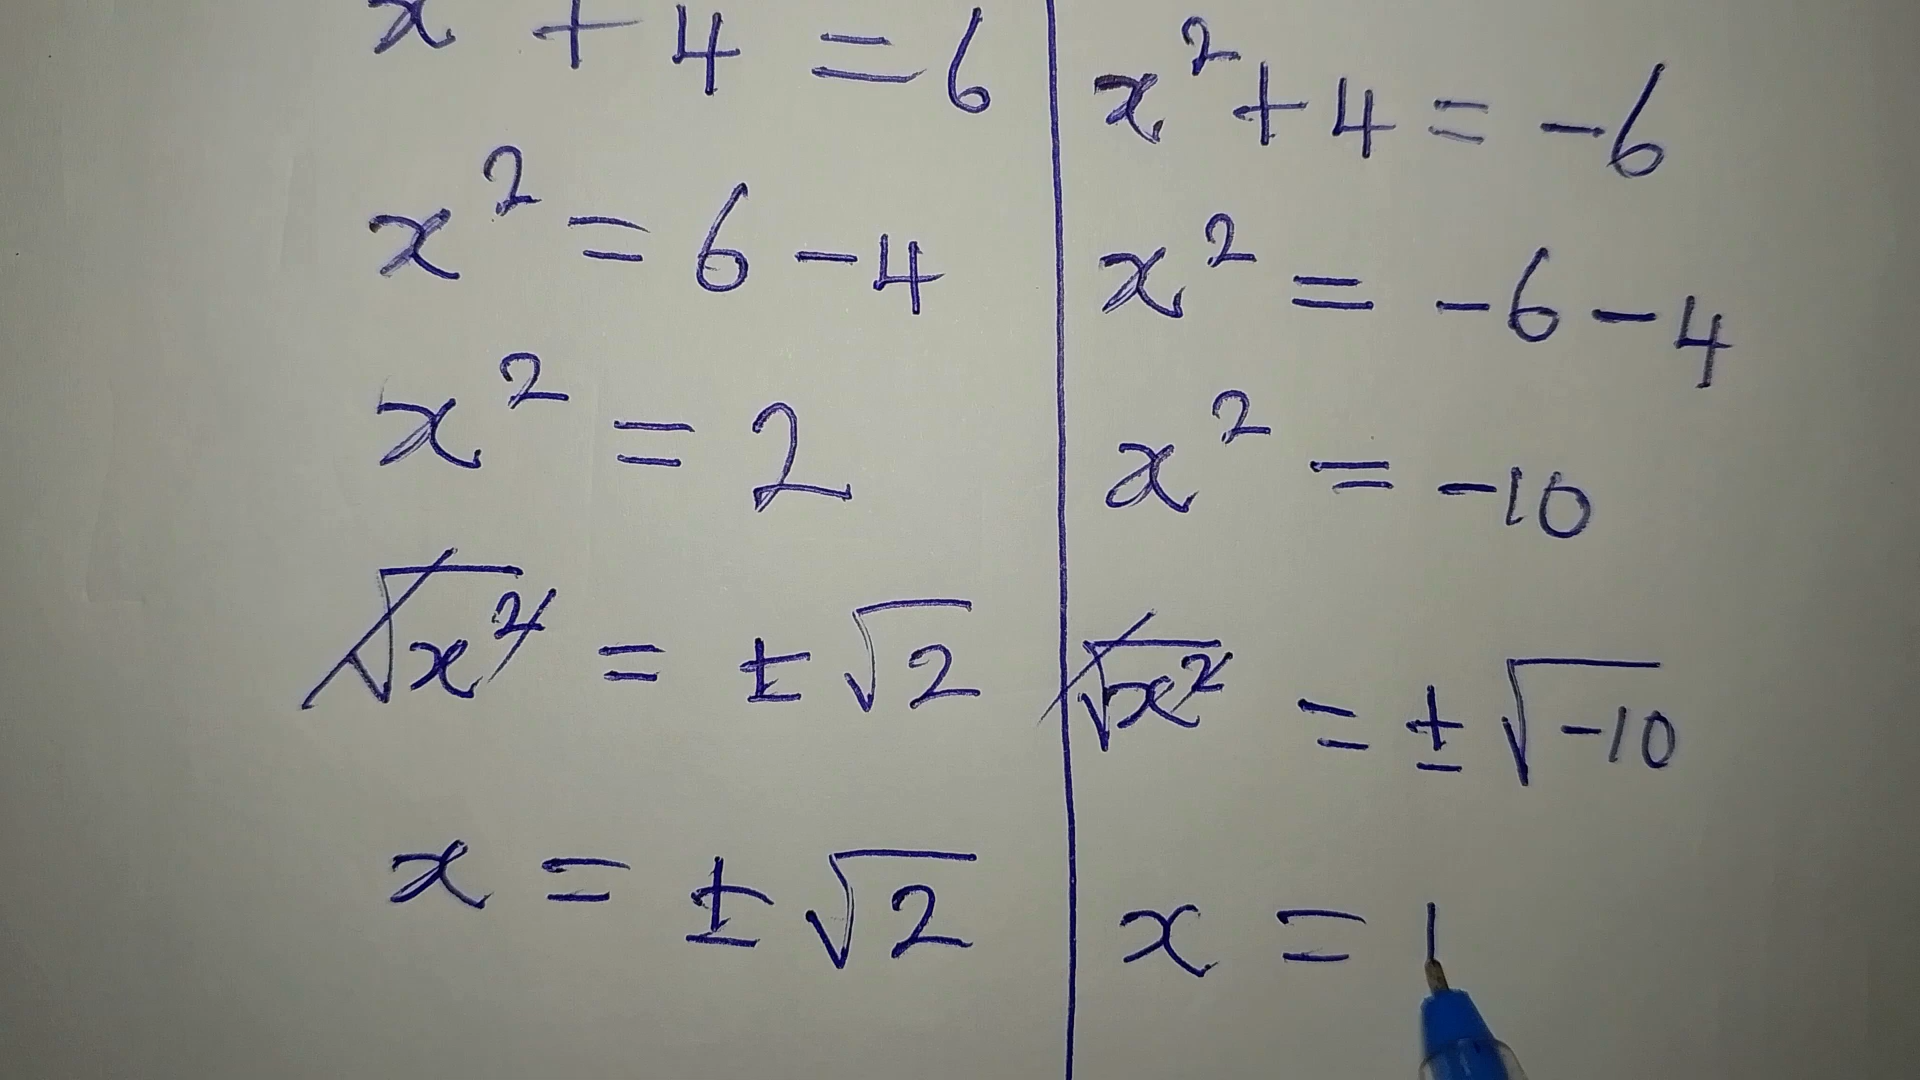 x + 4 = 6
x² = 6 - 4
x² = 2
√x² = ± √2
x = ± √2
x² + 4 = -6
x² = -6 - 4
x² = -10
√x² = ± √-10
x =